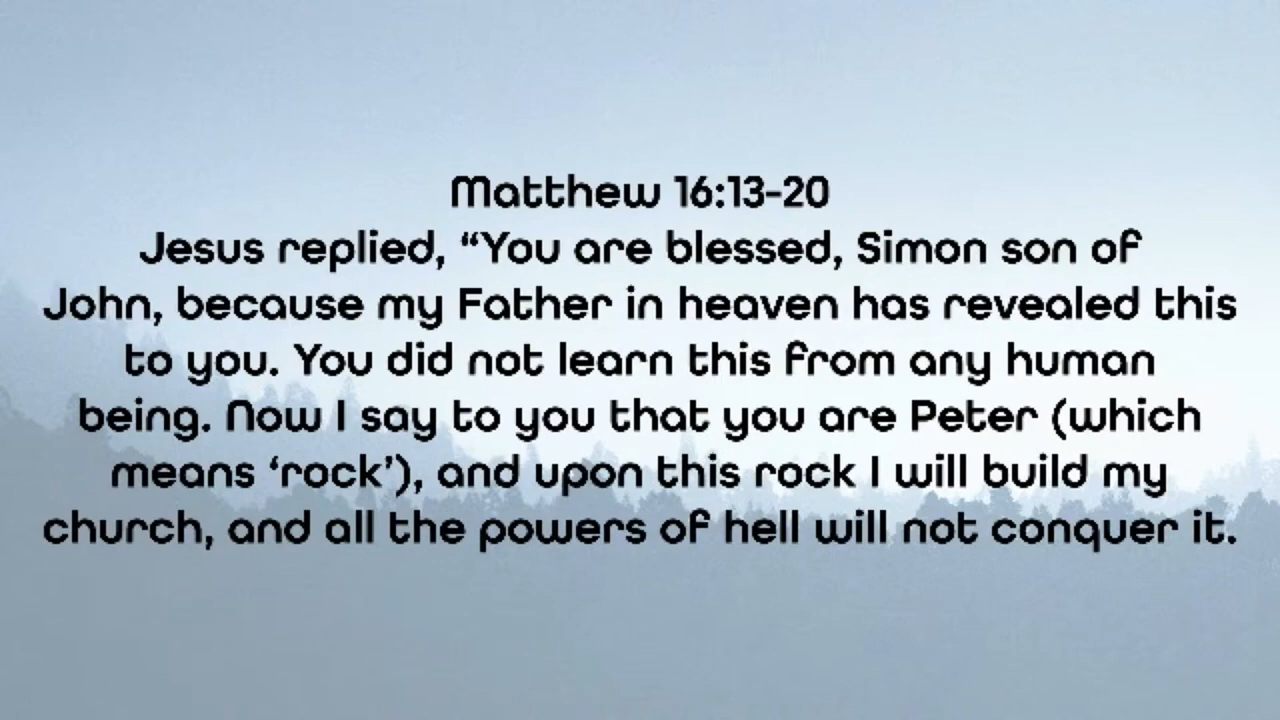 Matthew 16:13-20
Jesus replied, “You are blessed, Simon son of
John, because my Father in heaven has revealed this
to you. You did not learn this from any human
being. Now I say to you that you are Peter (which
means ‘rock’), and upon this rock I will build my
church, and all the powers of hell will not conquer it.